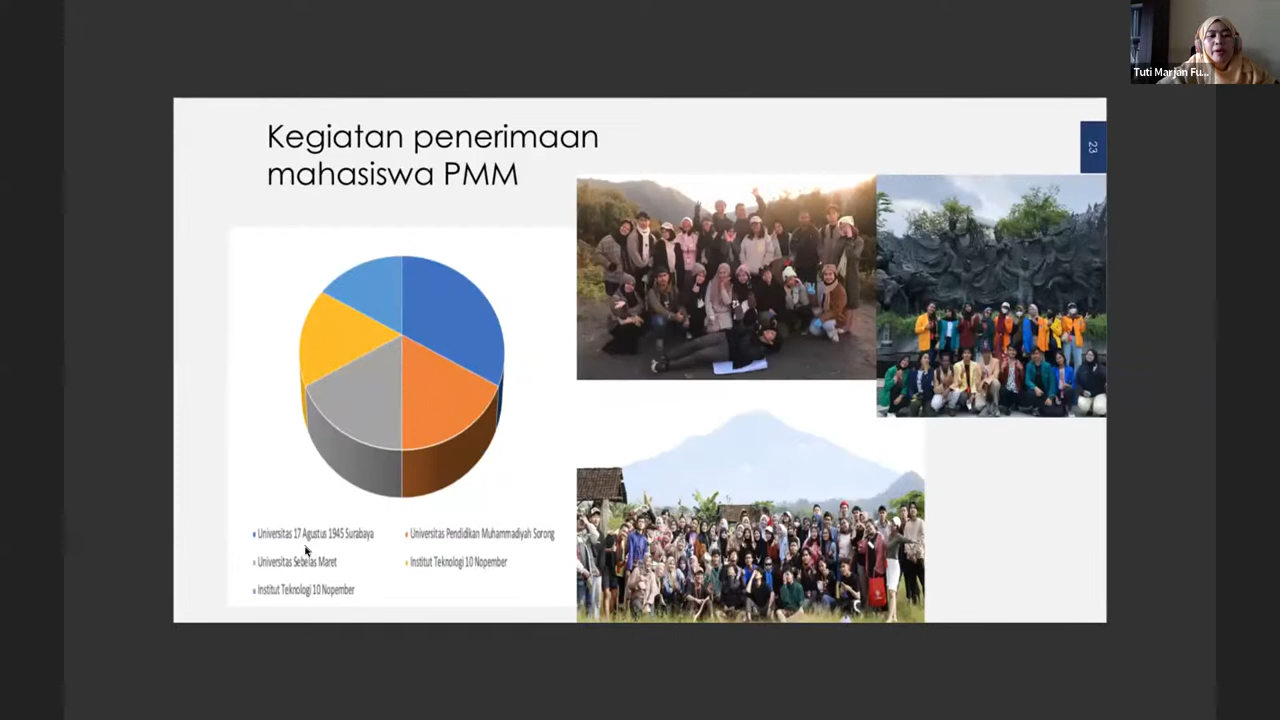 Tuti Marjan Fu...
Kegiatan penerimaan
mahasiswa PMM
23
Universitas 17 Agustus 1945 Surabaya
Universitas Pendidikan Muhammadiyah Sorong
Universitas Sebelas Maret
Institut Teknologi 10 Nopember
Institut Teknologi 10 Nopember